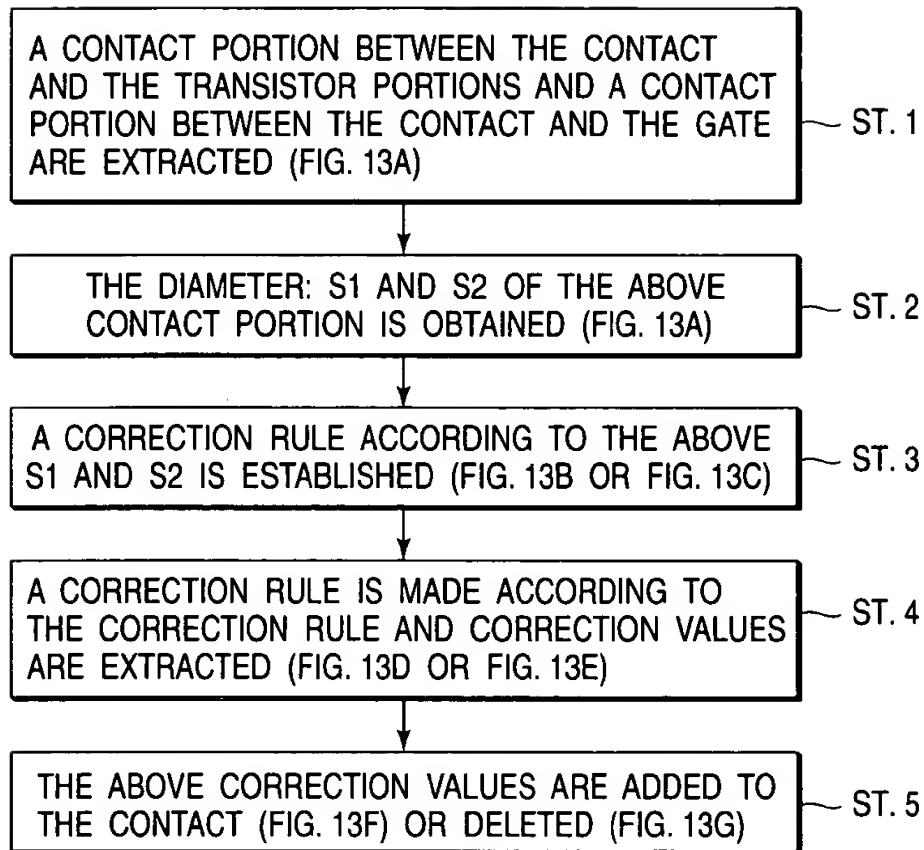 A CONTACT PORTION BETWEEN THE CONTACT
AND THE TRANSISTOR PORTIONS AND A CONTACT
PORTION BETWEEN THE CONTACT AND THE GATE
ARE EXTRACTED (FIG. 13A)
ST. 1
THE DIAMETER: S1 AND S2 OF THE ABOVE
CONTACT PORTION IS OBTAINED (FIG. 13A)
ST. 2
A CORRECTION RULE ACCORDING TO THE ABOVE
S1 AND S2 IS ESTABLISHED (FIG. 13B OR FIG. 13C)
ST. 3
A CORRECTION RULE IS MADE ACCORDING TO
THE CORRECTION RULE AND CORRECTION VALUES
ARE EXTRACTED (FIG. 13D OR FIG. 13E)
ST. 4
THE ABOVE CORRECTION VALUES ARE ADDED TO
THE CONTACT (FIG. 13F) OR DELETED (FIG. 13G)
ST. 5